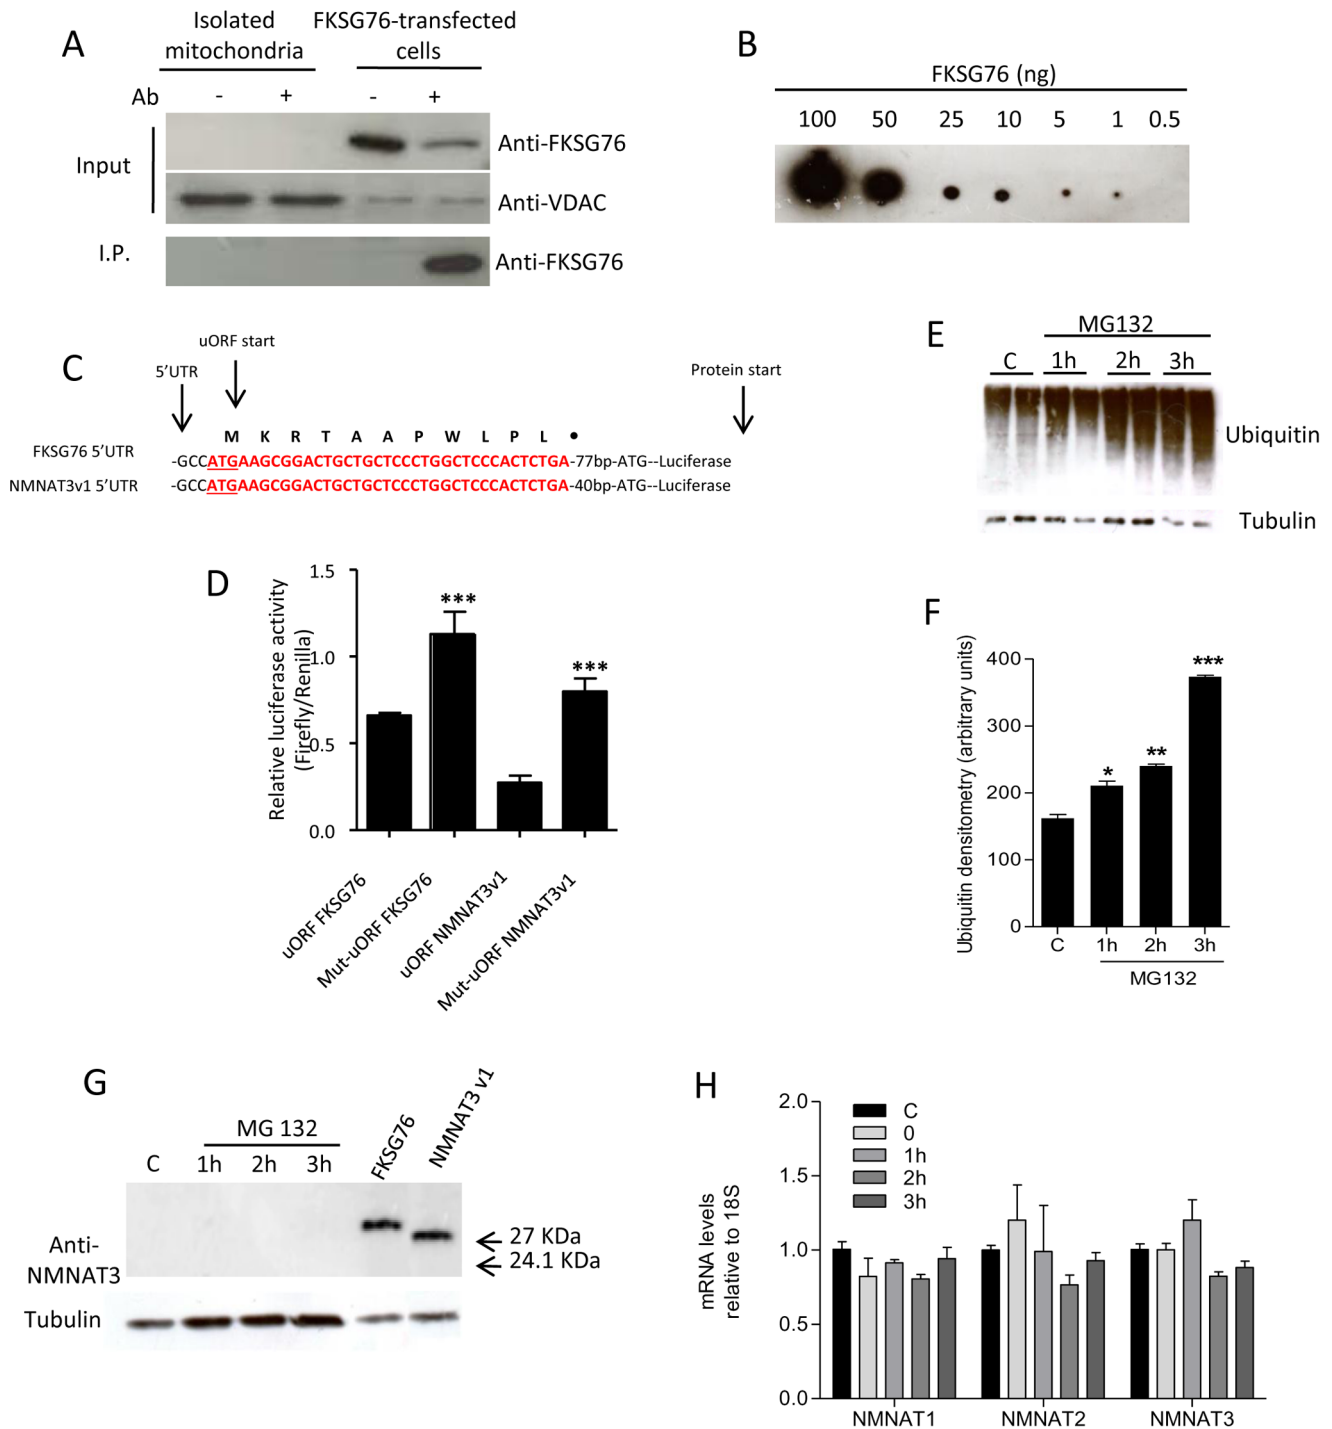 A
Isolated mitochondria
FKSG76-transfected cells
Ab - + - +
Input
Anti-FKSG76
Anti-VDAC
I.P.
Anti-FKSG76
B
FKSG76 (ng)
100 50 25 10 5 1 0.5
C
uORF start
5'UTR
Protein start
M K R T A A P W L P L •
FKSG76 5'UTR -GCCATGAAGCGGACTGCTGCTCCCTGGCTCCCACTCTGA-77bp-ATG--Luciferase
NMNAT3v1 5'UTR -GCCATGAAGCGGACTGCTGCTCCCTGGCTCCCACTCTGA-40bp-ATG--Luciferase
D
Relative luciferase activity
(Firefly/Renilla)
1.5
1.0
0.5
0.0
***
***
uORF FKSG76
Mut-uORF FKSG76
uORF NMNAT3v1
Mut-uORF NMNAT3v1
E
MG132
C 1h 2h 3h
Ubiquitin
Tubulin
F
Ubiquitin densitometry (arbitrary units)
400
300
200
100
0
*
**
***
C 1h 2h 3h
MG132
G
MG 132
C 1h 2h 3h
FKSG76
NMNAT3 v1
27 KDa
24.1 KDa
Anti-
NMNAT3
Tubulin
H
mRNA levels
relative to 18S
2.0
1.5
1.0
0.5
0.0
C
0
1h
2h
3h
NMNAT1 NMNAT2 NMNAT3